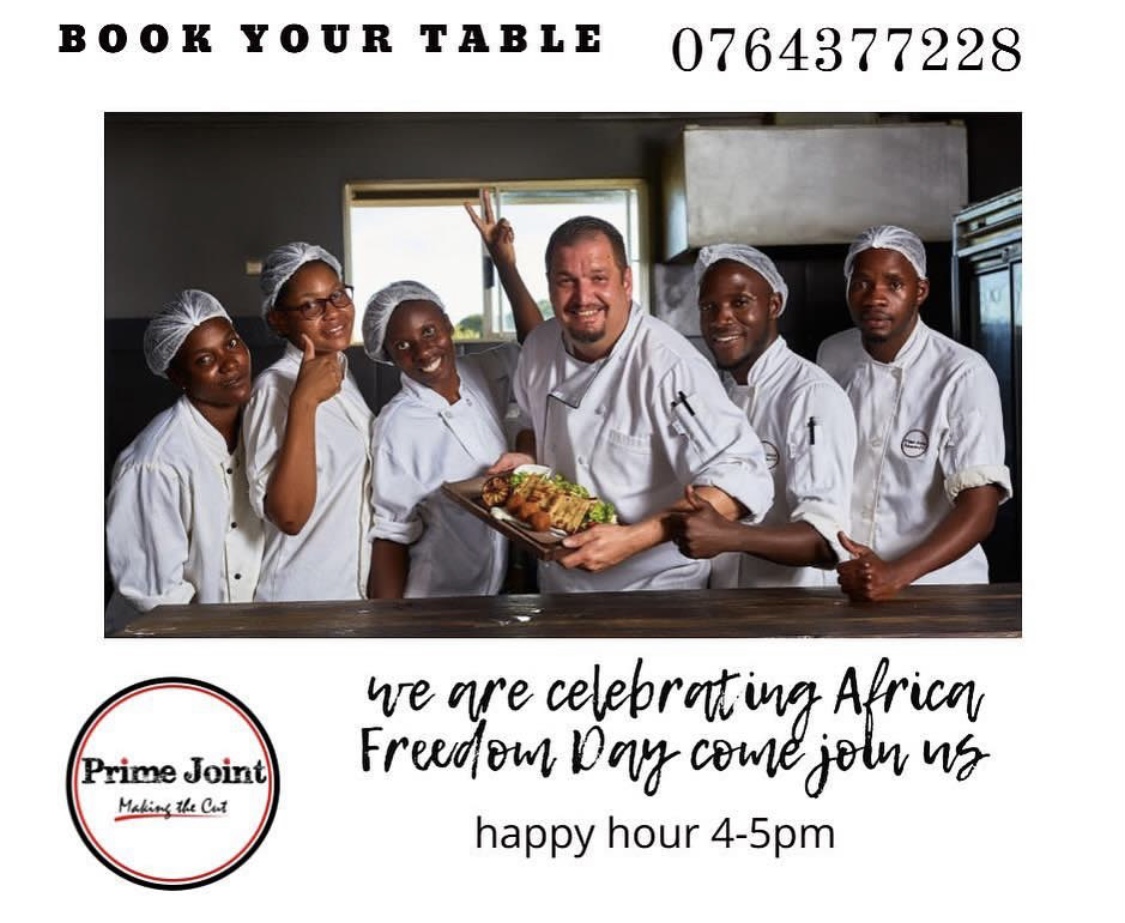 BOOK YOUR TABLE 0764377228
we are celebrating Africa
Freedom Day come join us
happy hour 4-5pm
Prime Joint
Making the Cut